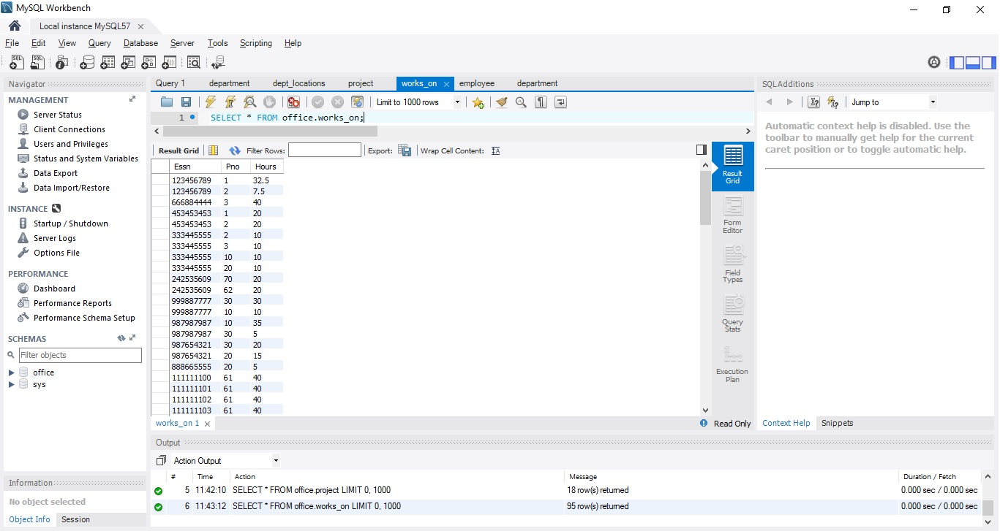 MySQL Workbench
Local instance MySQL57
File Edit View Query Database Server Tools Scripting Help
Navigator
MANAGEMENT
Server Status
Client Connections
Users and Privileges
Status and System Variables
Data Export
Data Import/Restore
INSTANCE
Startup / Shutdown
Server Logs
Options File
PERFORMANCE
Dashboard
Performance Reports
Performance Schema Setup
SCHEMAS
Filter objects
office
sys
Information
No object selected
Object Info Session
Query 1 department dept_locations project works_on employee department
Limit to 1000 rows
1 SELECT * FROM office.works_on;
Result Grid Filter Rows: Export: Wrap Cell Content:
Essn Pno Hours
123456789 1 32.5
123456789 2 7.5
666884444 3 40
453453453 1 20
453453453 2 20
333445555 2 10
333445555 3 10
333445555 10 10
333445555 20 10
242535609 70 20
242535609 62 20
999887777 30 30
999887777 10 10
987987987 10 35
987987987 30 5
987654321 30 20
987654321 20 15
888665555 20 5
111111100 61 40
111111101 61 40
111111102 61 40
111111103 61 40
Result
Grid
Form
Editor
Field
Types
Query
Stats
Execution
Plan
works_on 1
Read Only
SQLAdditions
Jump to
Automatic context help is disabled. Use the
toolbar to manually get help for the current
caret position or to toggle automatic help.
Context Help Snippets
Output
Action Output
# Time Action Message Duration / Fetch
5 11:42:10 SELECT * FROM office.project LIMIT 0, 1000 18 row(s) returned 0.000 sec / 0.000 sec
6 11:43:12 SELECT * FROM office.works_on LIMIT 0, 1000 95 row(s) returned 0.000 sec / 0.000 sec